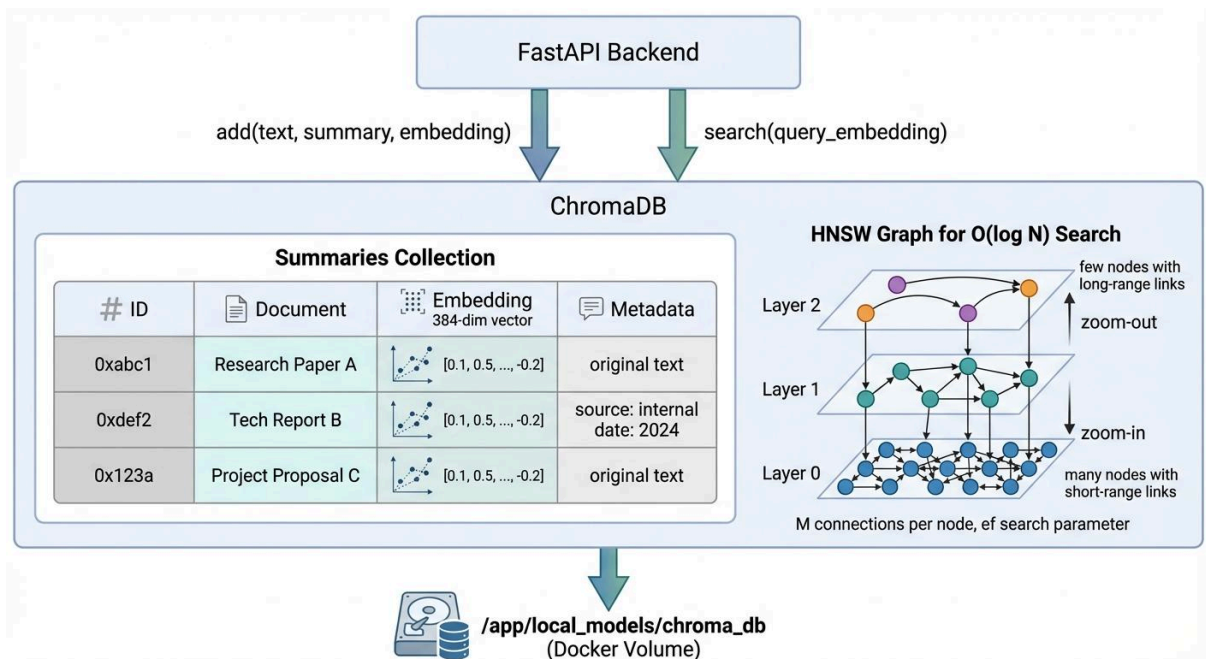 FastAPI Backend
add(text, summary, embedding)
search(query_embedding)
ChromaDB
Summaries Collection
# ID
Document
Embedding
384-dim vector
Metadata
0xabc1
Research Paper A
[0.1, 0.5, ..., -0.2]
original text
0xdef2
Tech Report B
[0.1, 0.5, ..., -0.2]
source: internal
date: 2024
0x123a
Project Proposal C
[0.1, 0.5, ..., -0.2]
original text
HNSW Graph for O(log N) Search
few nodes with
long-range links
Layer 2
zoom-out
Layer 1
zoom-in
Layer 0
many nodes with
short-range links
M connections per node, ef search parameter
/app/local_models/chroma_db
(Docker Volume)